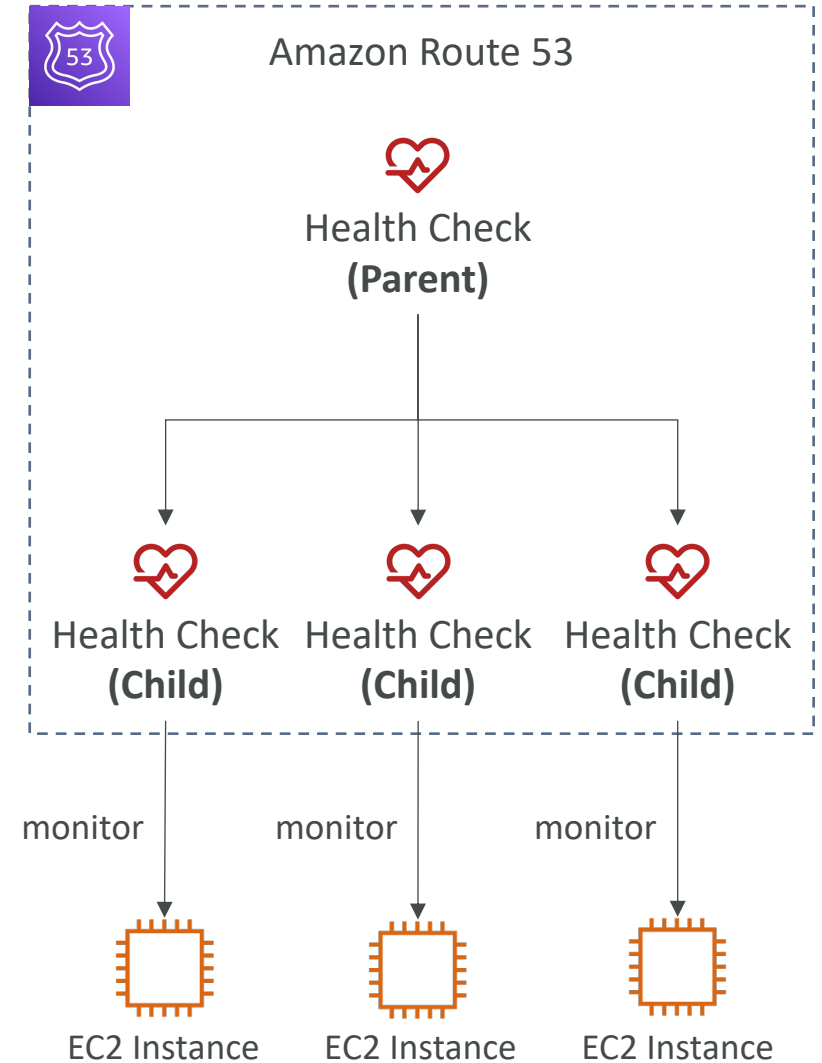 53
Amazon Route 53
Health Check
(Parent)
Health Check Health Check Health Check
(Child) (Child) (Child)
monitor monitor monitor
EC2 Instance EC2 Instance EC2 Instance